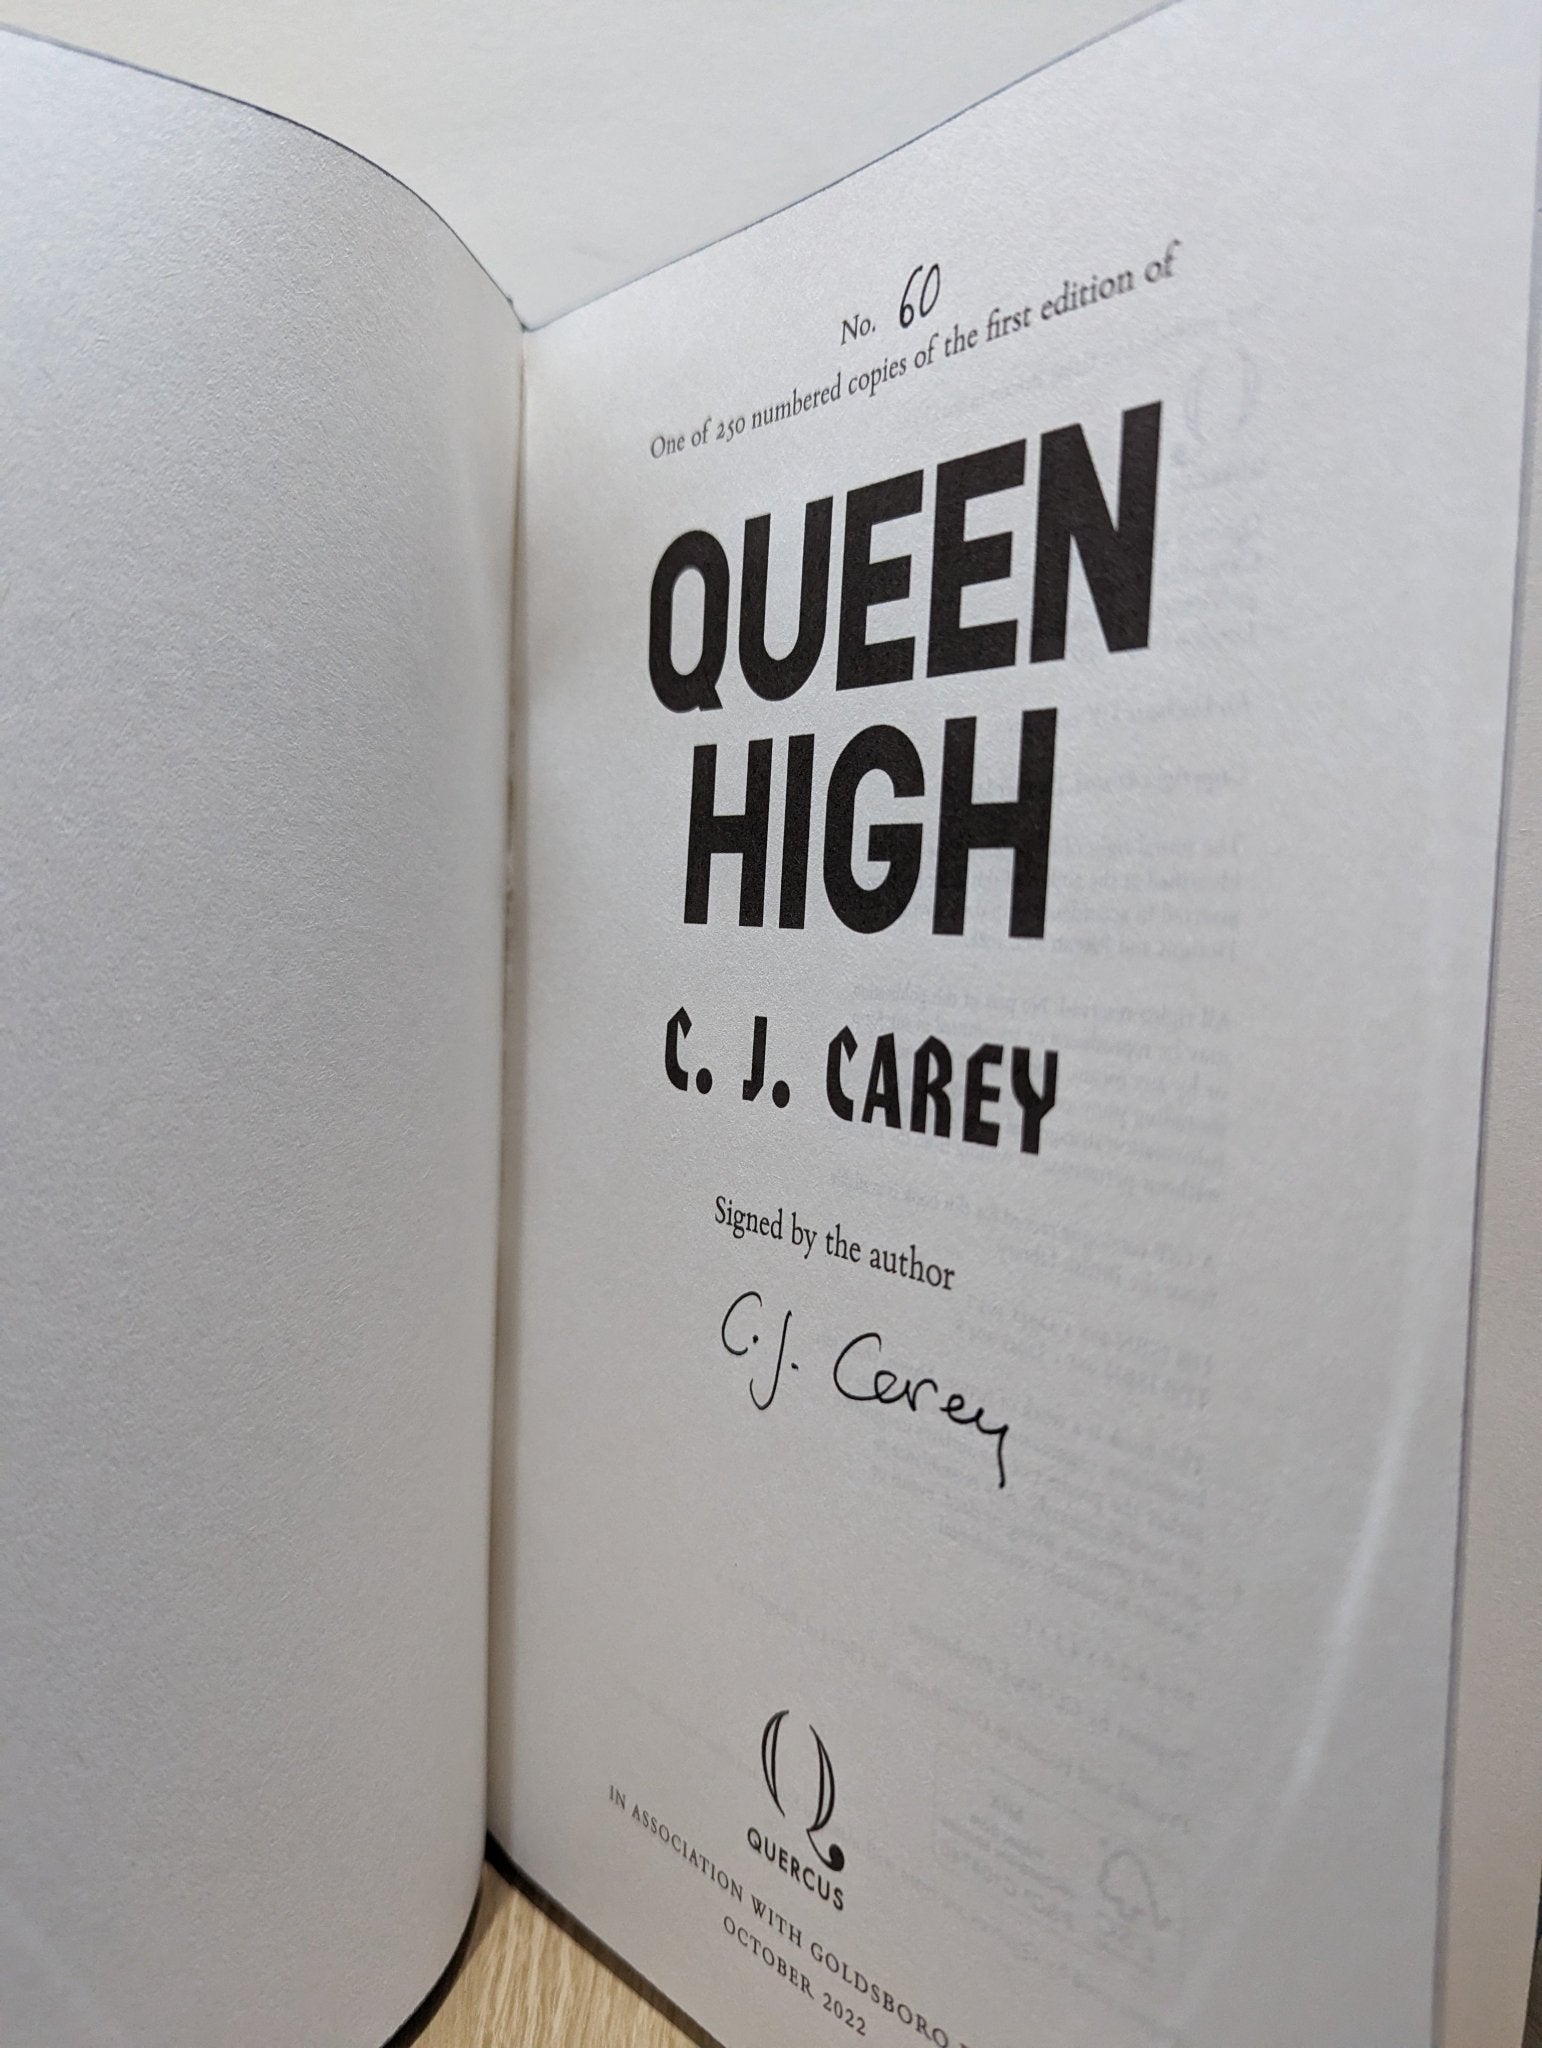 No. 60
One of 250 numbered copies of the first edition of
QUEEN
HIGH
C. J. CAREY
Signed by the author
C. J. Carey
QUERCUS
IN ASSOCIATION WITH GOLDSBORO
OCTOBER 2022